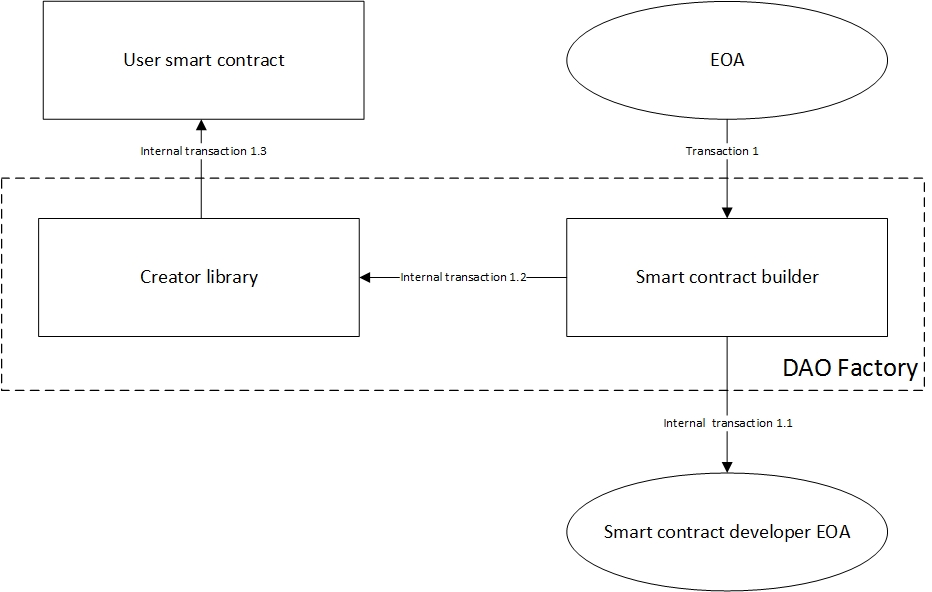 User smart contract
EOA
Internal transaction 1.3
Transaction 1
Creator library
Internal transaction 1.2
Smart contract builder
DAO Factory
Internal  transaction 1.1
Smart contract developer EOA